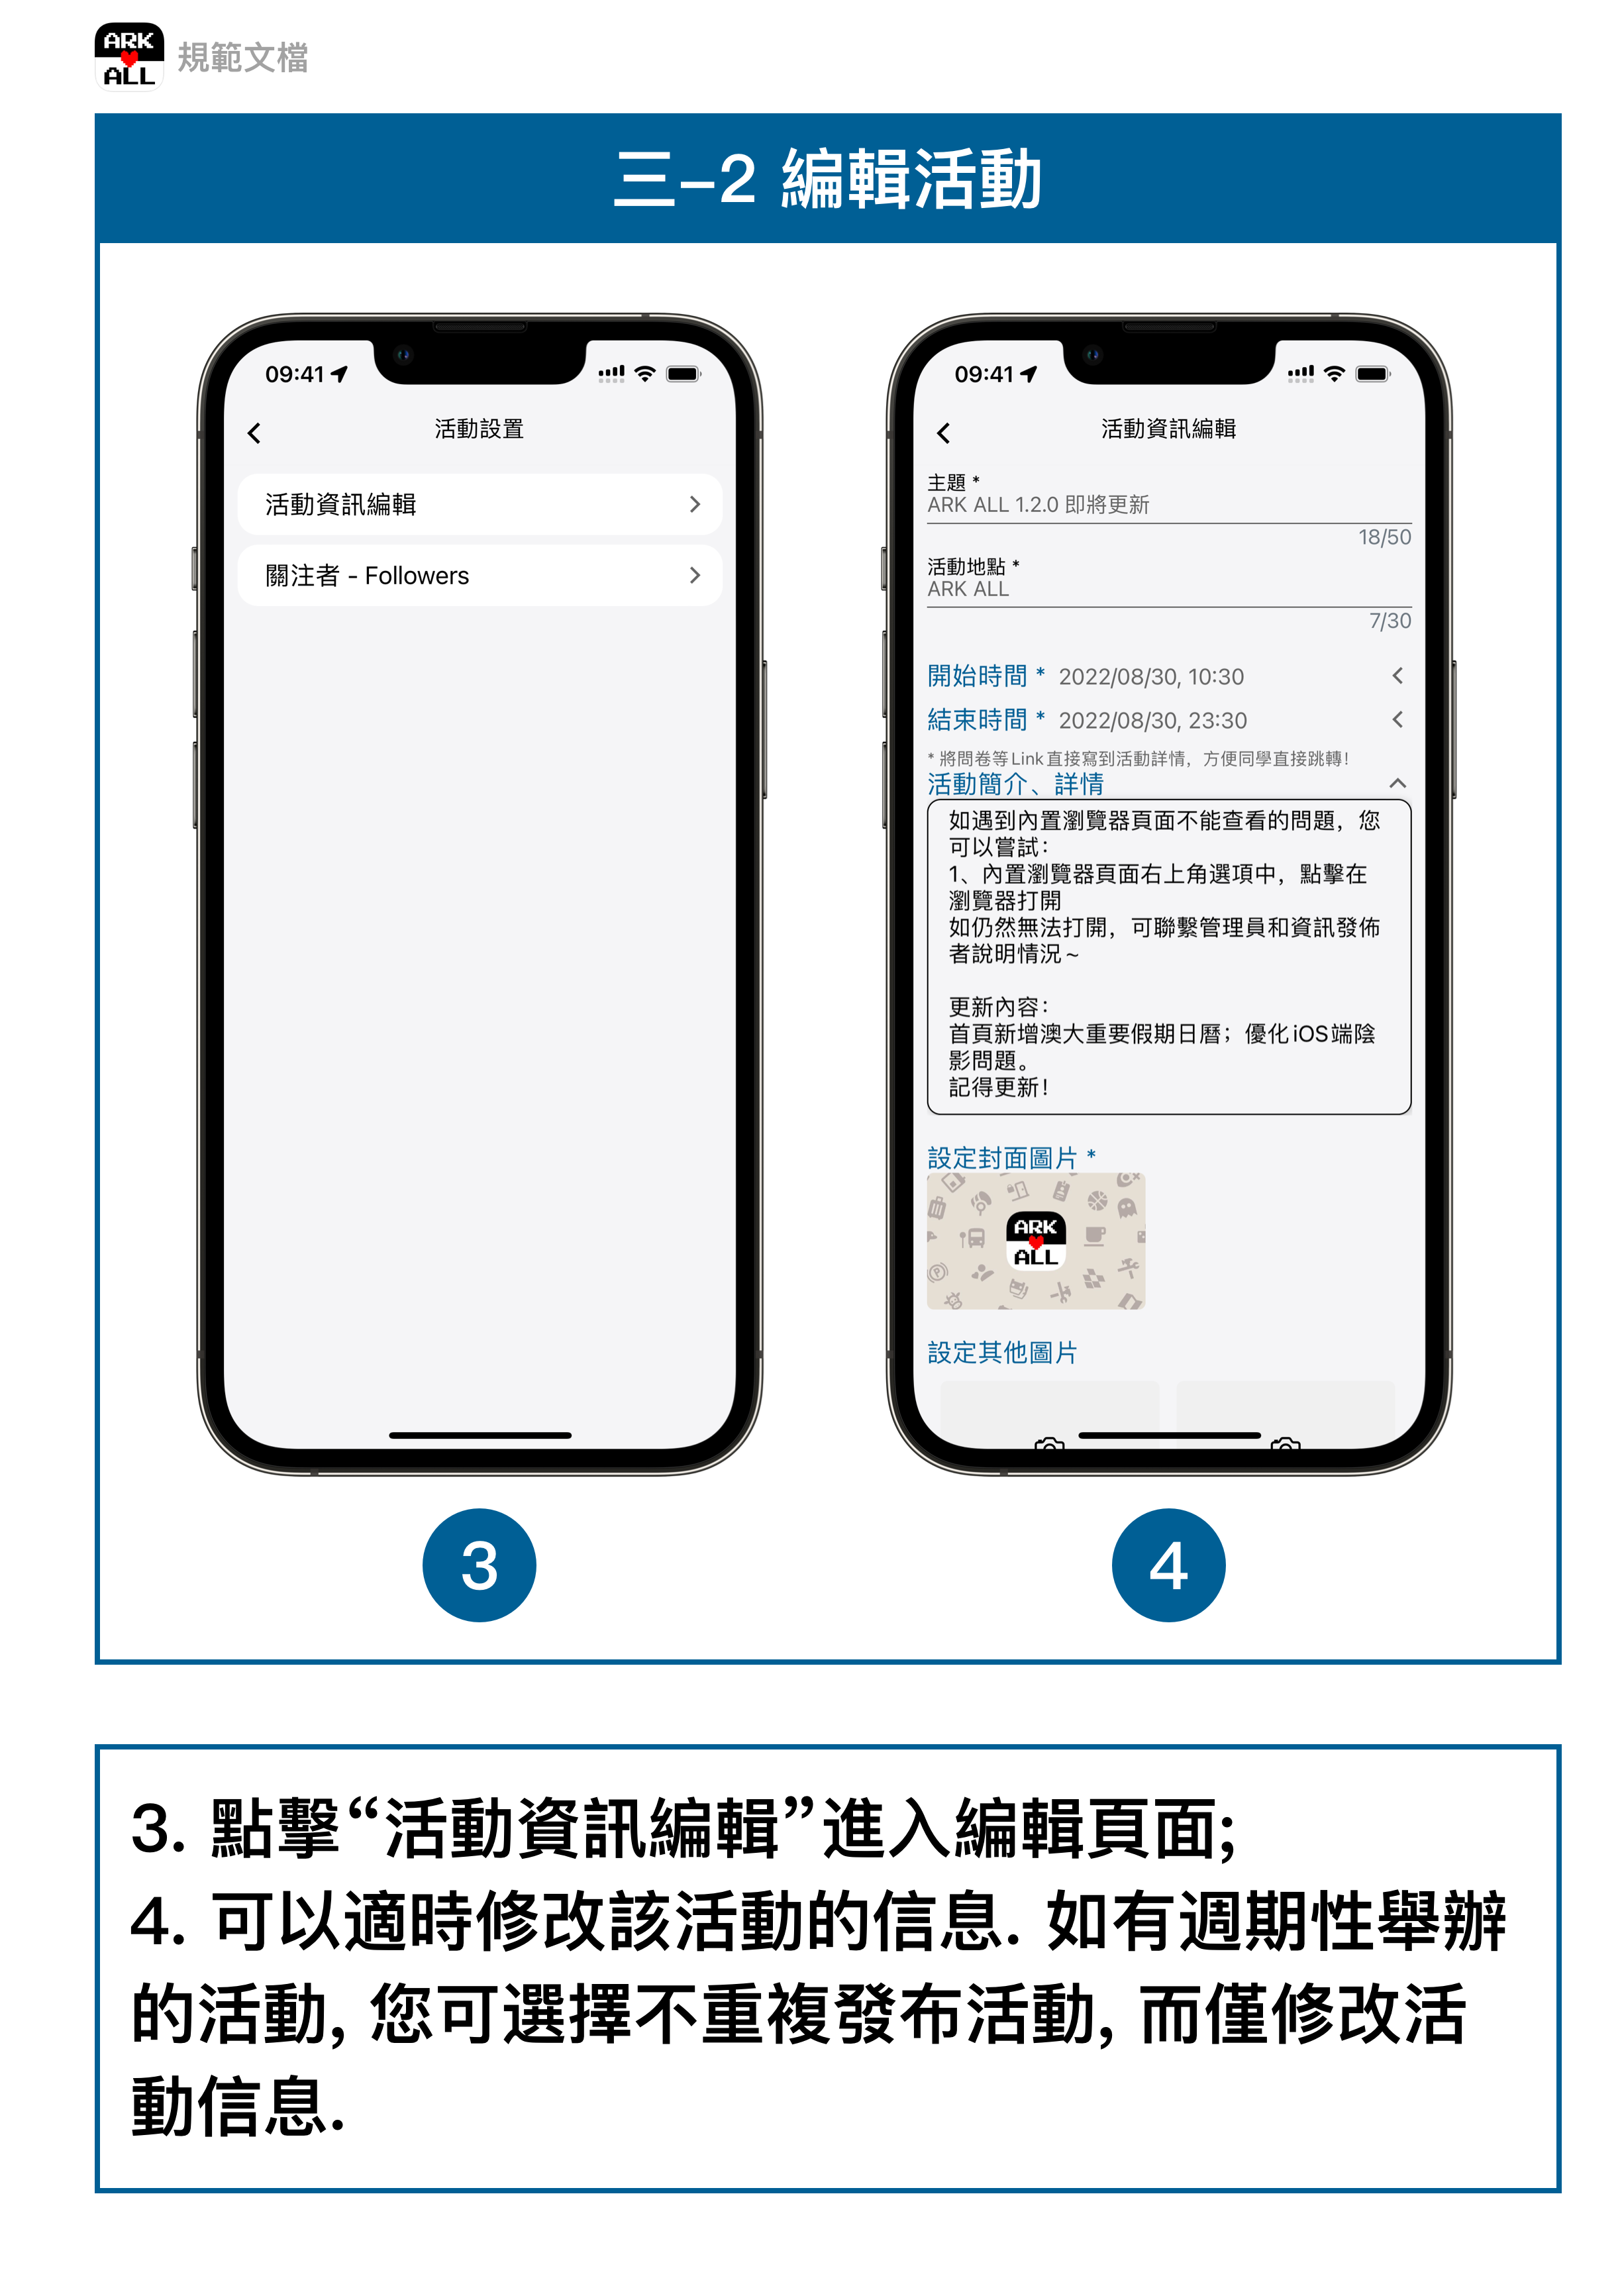 ARK
ALL
規範文檔
三-2 編輯活動
09:41
活動設置
活動資訊編輯
關注者 - Followers
3
09:41
活動資訊編輯
主題 *
ARK ALL 1.2.0 即將更新
18/50
活動地點 *
ARK ALL
7/30
開始時間 * 2022/08/30, 10:30
結束時間 * 2022/08/30, 23:30
* 將問卷等Link直接寫到活動詳情，方便同學直接跳轉！
活動簡介、詳情
如遇到內置瀏覽器頁面不能查看的問題，您
可以嘗試：
1、內置瀏覽器頁面右上角選項中，點擊在
瀏覽器打開
如仍然無法打開，可聯繫管理員和資訊發佈
者說明情況~
更新內容：
首頁新增澳大重要假期日曆；優化iOS端陰
影問題。
記得更新！
設定封面圖片 *
ARK
ALL
設定其他圖片
4
3. 點擊“活動資訊編輯”進入編輯頁面;
4. 可以適時修改該活動的信息. 如有週期性舉辦
的活動, 您可選擇不重複發布活動, 而僅修改活
動信息.